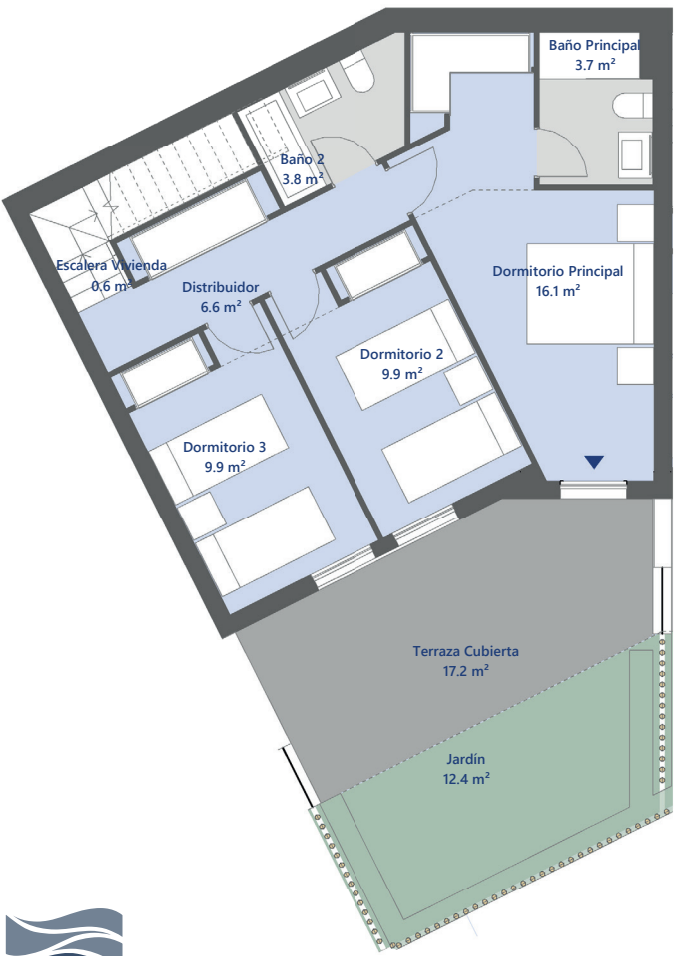 Baño Principal
3.7 m²
Baño 2
3.8 m²
Escalera Vivienda
0.6 m²
Distribuidor
6.6 m²
Dormitorio Principal
16.1 m²
Dormitorio 2
9.9 m²
Dormitorio 3
9.9 m²
Terraza Cubierta
17.2 m²
Jardín
12.4 m²